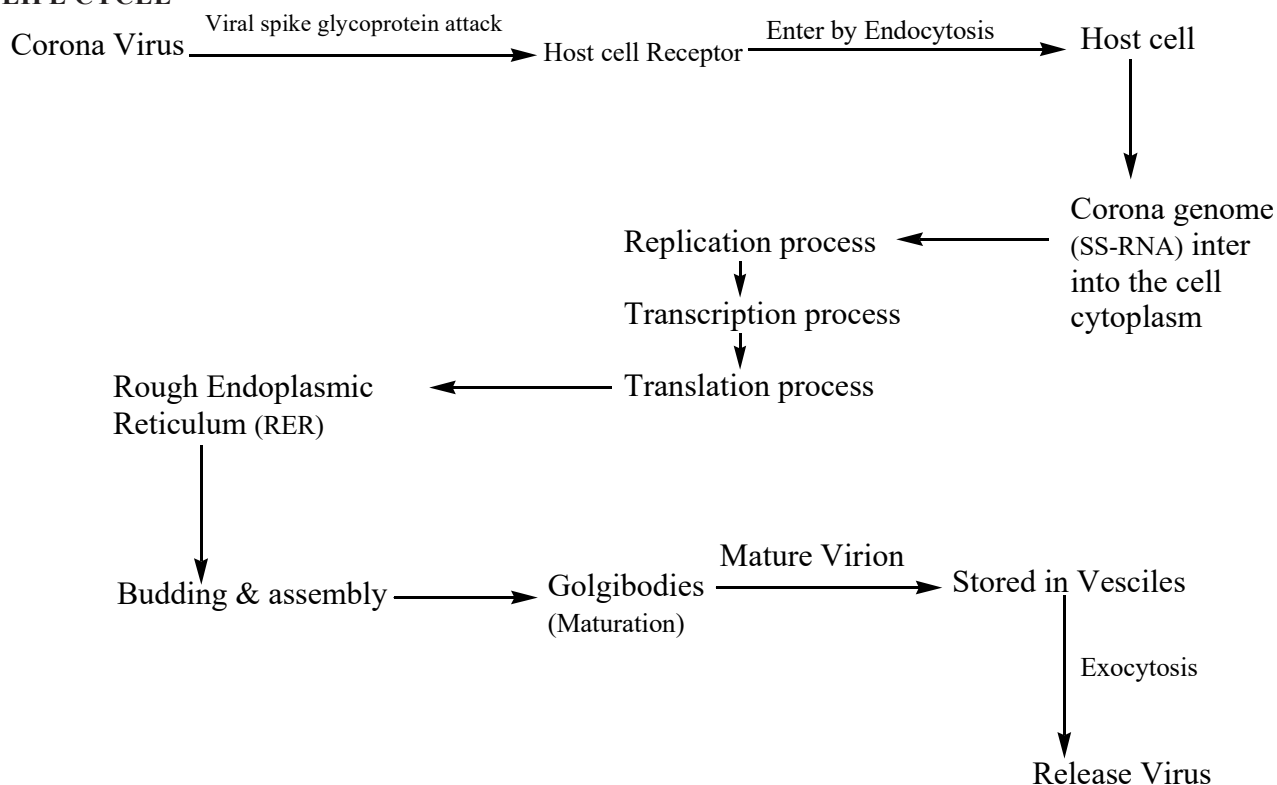 LIFE CYCLE
Viral spike glycoprotein attack
Corona Virus
Host cell Receptor
Enter by Endocytosis
Host cell
Corona genome
(SS-RNA) inter
into the cell
cytoplasm
Replication process
Transcription process
Translation process
Rough Endoplasmic
Reticulum (RER)
Budding & assembly
Golgibodies
(Maturation)
Mature Virion
Stored in Vesciles
Exocytosis
Release Virus